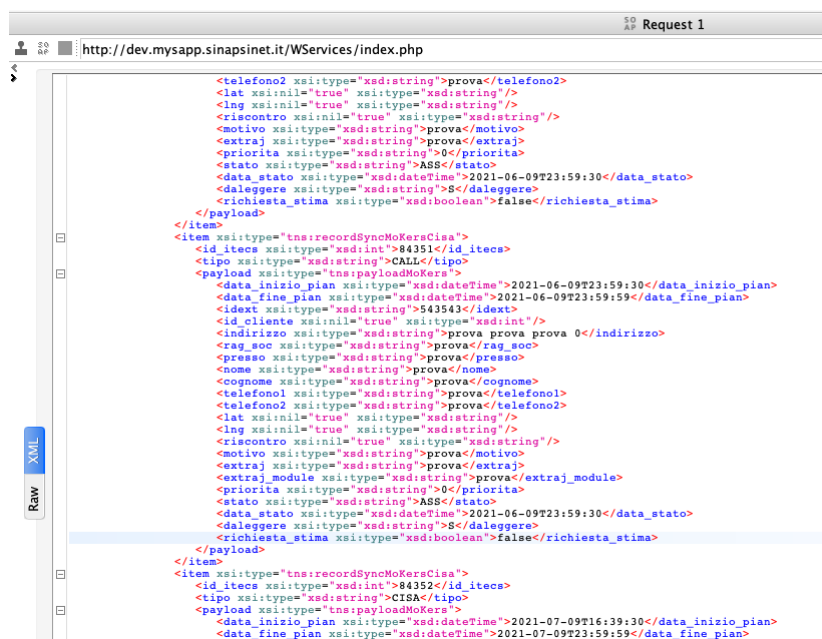 SO AP Request 1
SO AP http://dev.mysapp.sinapsinet.it/WServices/index.php
<telefono2 xsi:type="xsd:string">prova</telefono2>
<lat xsi:nil="true" xsi:type="xsd:string"/>
<lng xsi:nil="true" xsi:type="xsd:string"/>
<riscontro xsi:nil="true" xsi:type="xsd:string"/>
<motivo xsi:type="xsd:string">prova</motivo>
<extraj xsi:type="xsd:string">prova</extraj>
<priorita xsi:type="xsd:string">0</priorita>
<stato xsi:type="xsd:string">ASS</stato>
<data_stato xsi:type="xsd:dateTime">2021-06-09T23:59:30</data_stato>
<daleggere xsi:type="xsd:string">S</daleggere>
<richiesta_stima xsi:type="xsd:boolean">false</richiesta_stima>
</payload>
</item>
<item xsi:type="tns:recordSyncMoKersCisa">
<id_itecs xsi:type="xsd:int">84351</id_itecs>
<tipo xsi:type="xsd:string">CALL</tipo>
<payload xsi:type="tns:payloadMoKers">
<data_inizio_pian xsi:type="xsd:dateTime">2021-06-09T23:59:30</data_inizio_pian>
<data_fine_pian xsi:type="xsd:dateTime">2021-06-09T23:59:59</data_fine_pian>
<idext xsi:type="xsd:string">543543</idext>
<id_cliente xsi:nil="true" xsi:type="xsd:int"/>
<indirizzo xsi:type="xsd:string">prova prova prova 0</indirizzo>
<rag_soc xsi:type="xsd:string">prova</rag_soc>
<presso xsi:type="xsd:string">prova</presso>
<nome xsi:type="xsd:string">prova</nome>
<cognome xsi:type="xsd:string">prova</cognome>
<telefono1 xsi:type="xsd:string">prova</telefono1>
<telefono2 xsi:type="xsd:string">prova</telefono2>
<lat xsi:nil="true" xsi:type="xsd:string"/>
<lng xsi:nil="true" xsi:type="xsd:string"/>
<riscontro xsi:nil="true" xsi:type="xsd:string"/>
<motivo xsi:type="xsd:string">prova</motivo>
<extraj xsi:type="xsd:string">prova</extraj>
<extraj_module xsi:type="xsd:string">prova</extraj_module>
<priorita xsi:type="xsd:string">0</priorita>
<stato xsi:type="xsd:string">ASS</stato>
<data_stato xsi:type="xsd:dateTime">2021-06-09T23:59:30</data_stato>
<daleggere xsi:type="xsd:string">S</daleggere>
<richiesta_stima xsi:type="xsd:boolean">false</richiesta_stima>
</payload>
</item>
<item xsi:type="tns:recordSyncMoKersCisa">
<id_itecs xsi:type="xsd:int">84352</id_itecs>
<tipo xsi:type="xsd:string">CISA</tipo>
<payload xsi:type="tns:payloadMoKers">
<data_inizio_pian xsi:type="xsd:dateTime">2021-07-09T16:39:30</data_inizio_pian>
<data_fine_pian xsi:type="xsd:dateTime">2021-07-09T23:59:59</data_fine_pian>
XML
Raw